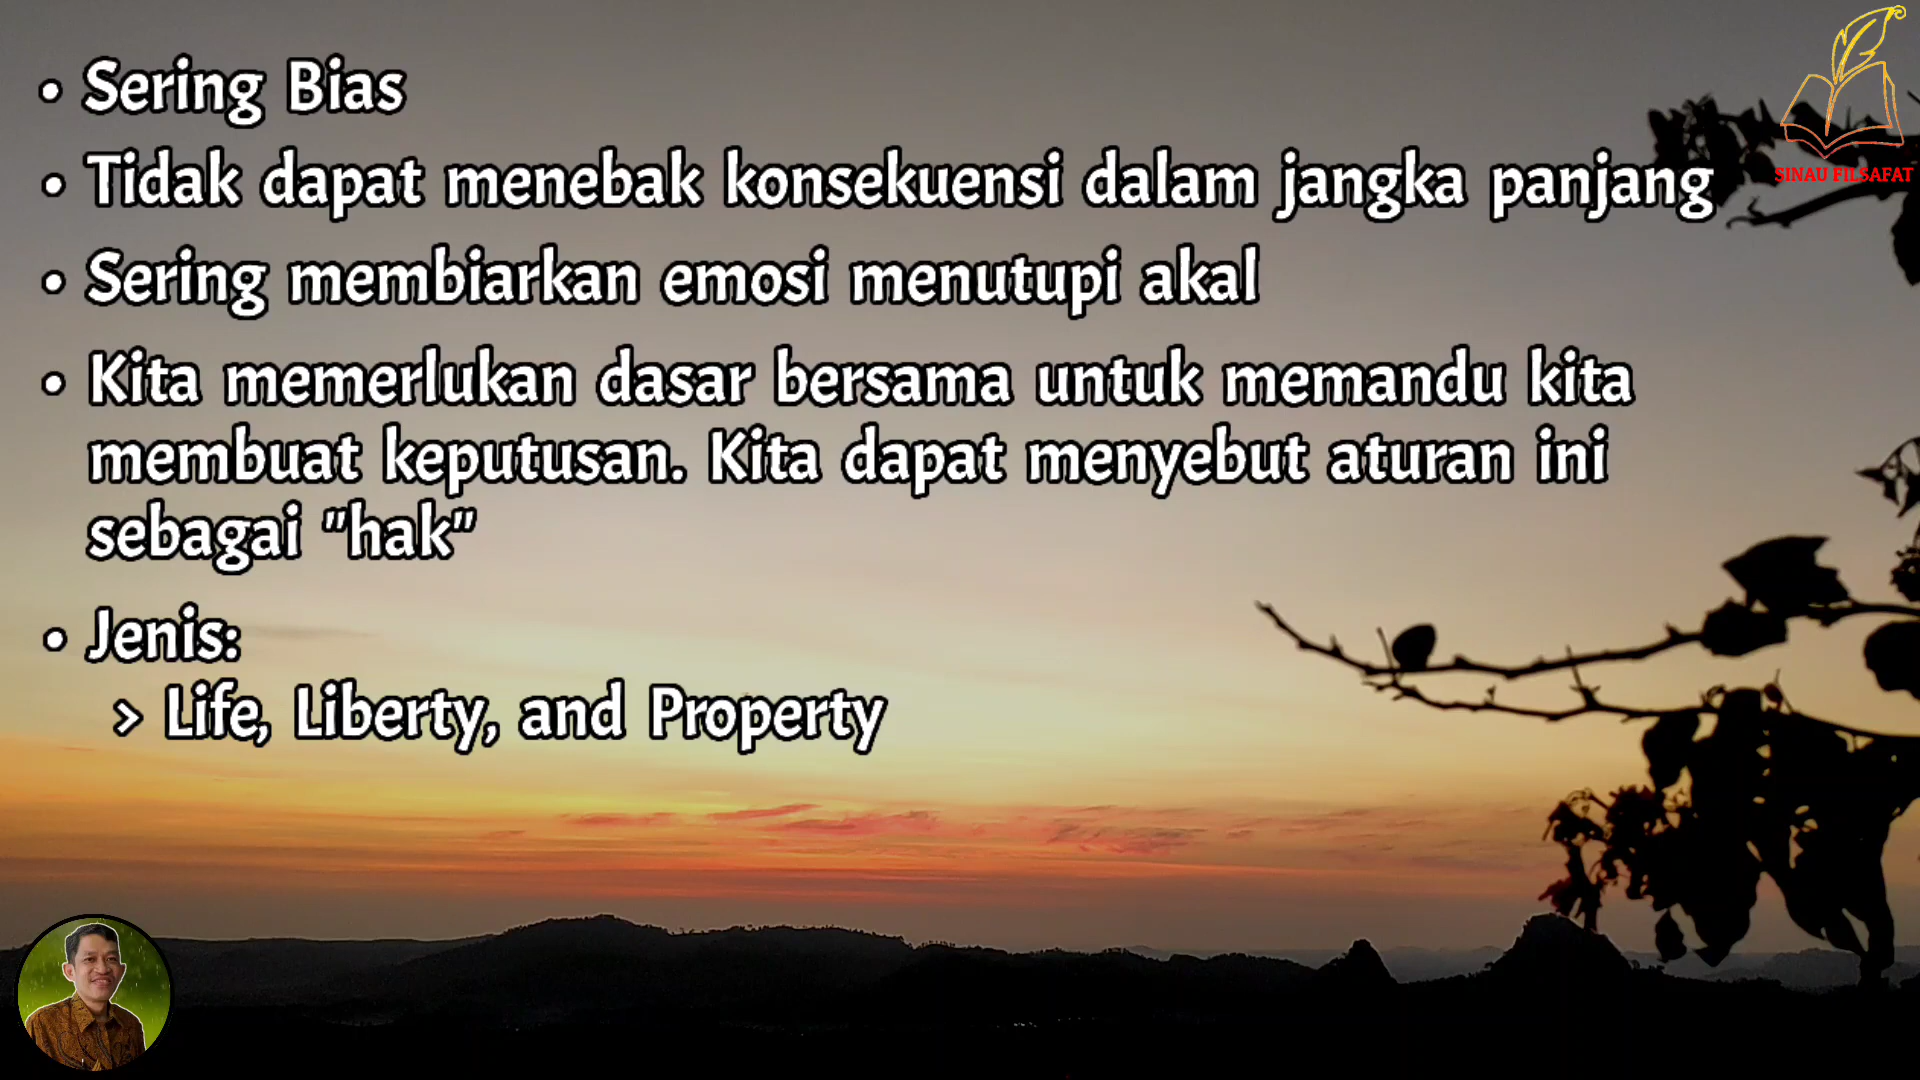 • Sering Bias
• Tidak dapat menebak konsekuensi dalam jangka panjang
• Sering membiarkan emosi menutupi akal
• Kita memerlukan dasar bersama untuk memandu kita
membuat keputusan. Kita dapat menyebut aturan ini
sebagai "hak"
• Jenis:
> Life, Liberty, and Property
SINAU FILSAFAT